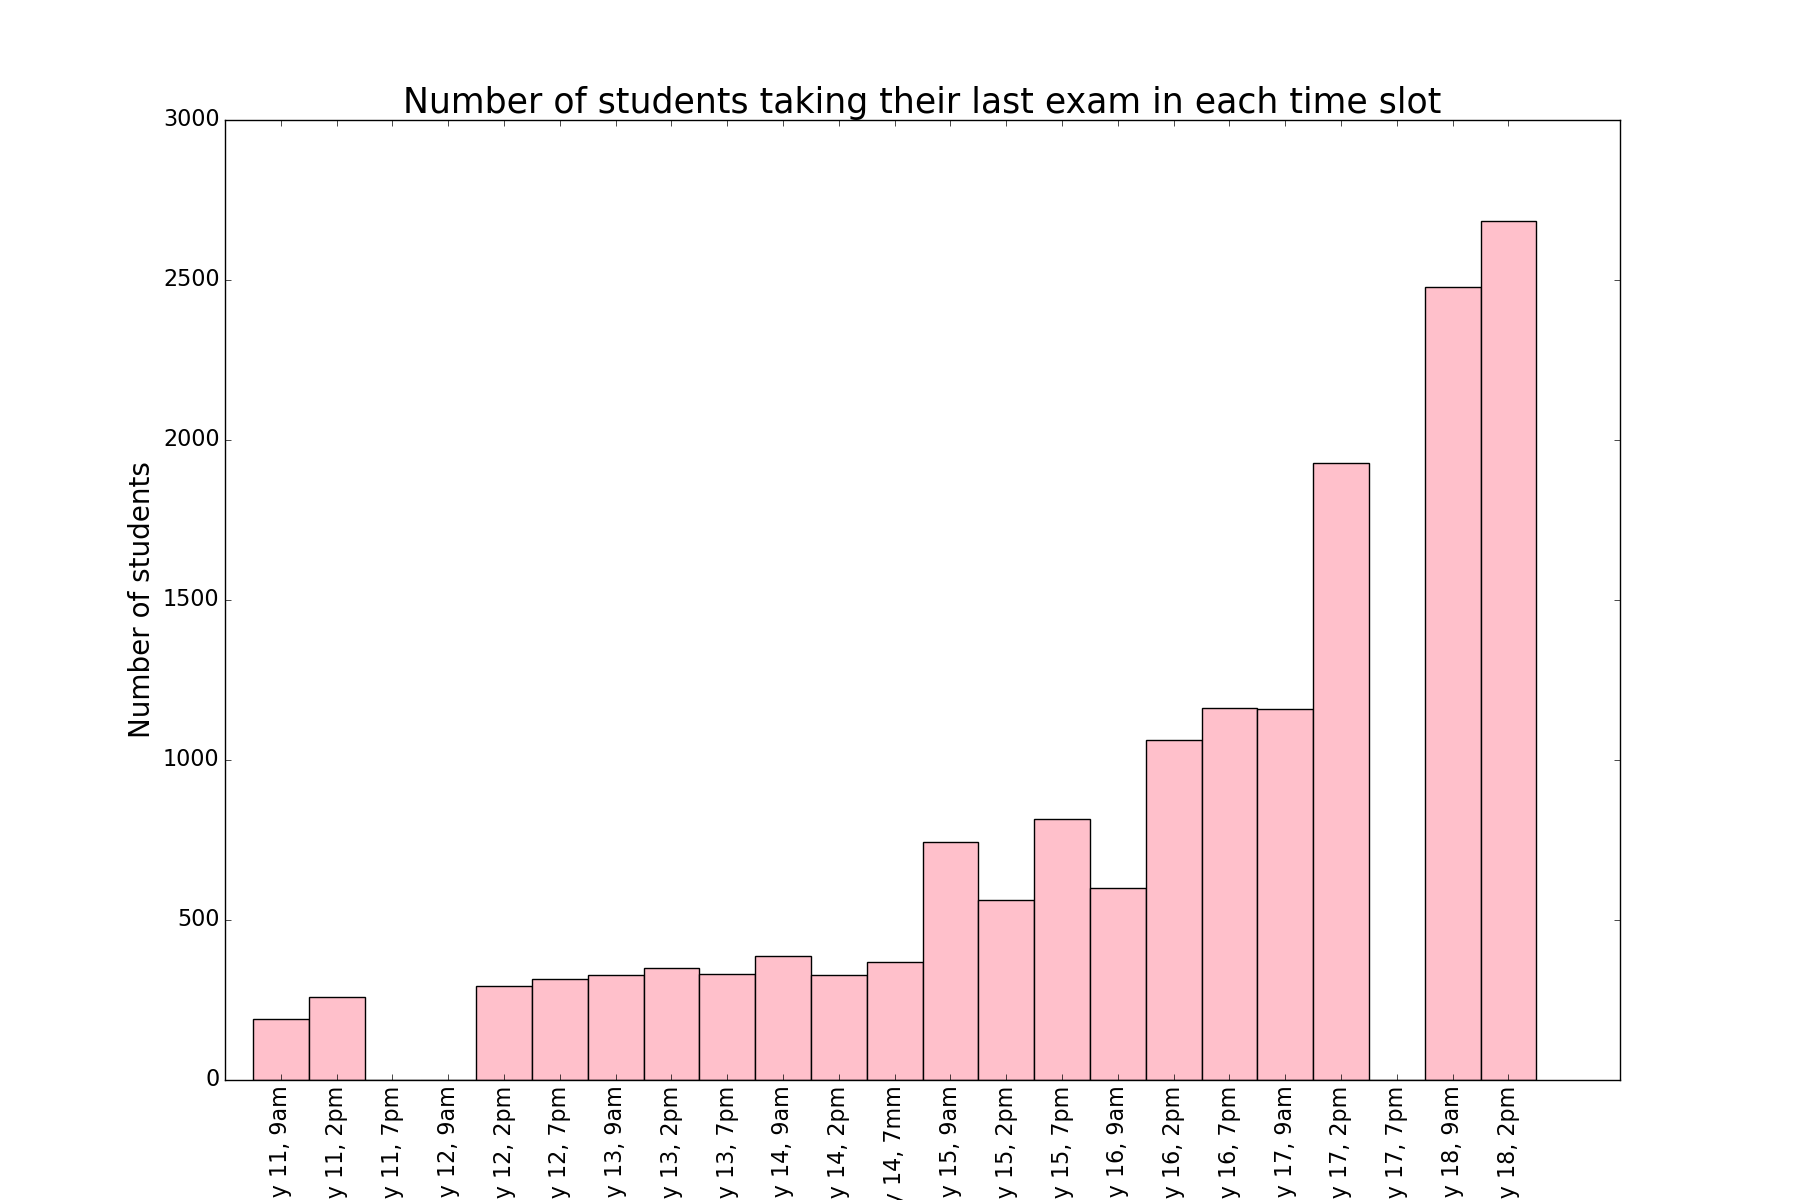 Number of students taking their last exam in each time slot
Number of students
3000
2500
2000
1500
1000
500
0
y 11, 9am
y 11, 2pm
y 11, 7pm
y 12, 9am
y 12, 2pm
y 12, 7pm
y 13, 9am
y 13, 2pm
y 13, 7pm
y 14, 9am
y 14, 2pm
y 14, 7mm
y 15, 9am
y 15, 2pm
y 15, 7pm
y 16, 9am
y 16, 2pm
y 16, 7pm
y 17, 9am
y 17, 2pm
y 17, 7pm
y 18, 9am
y 18, 2pm